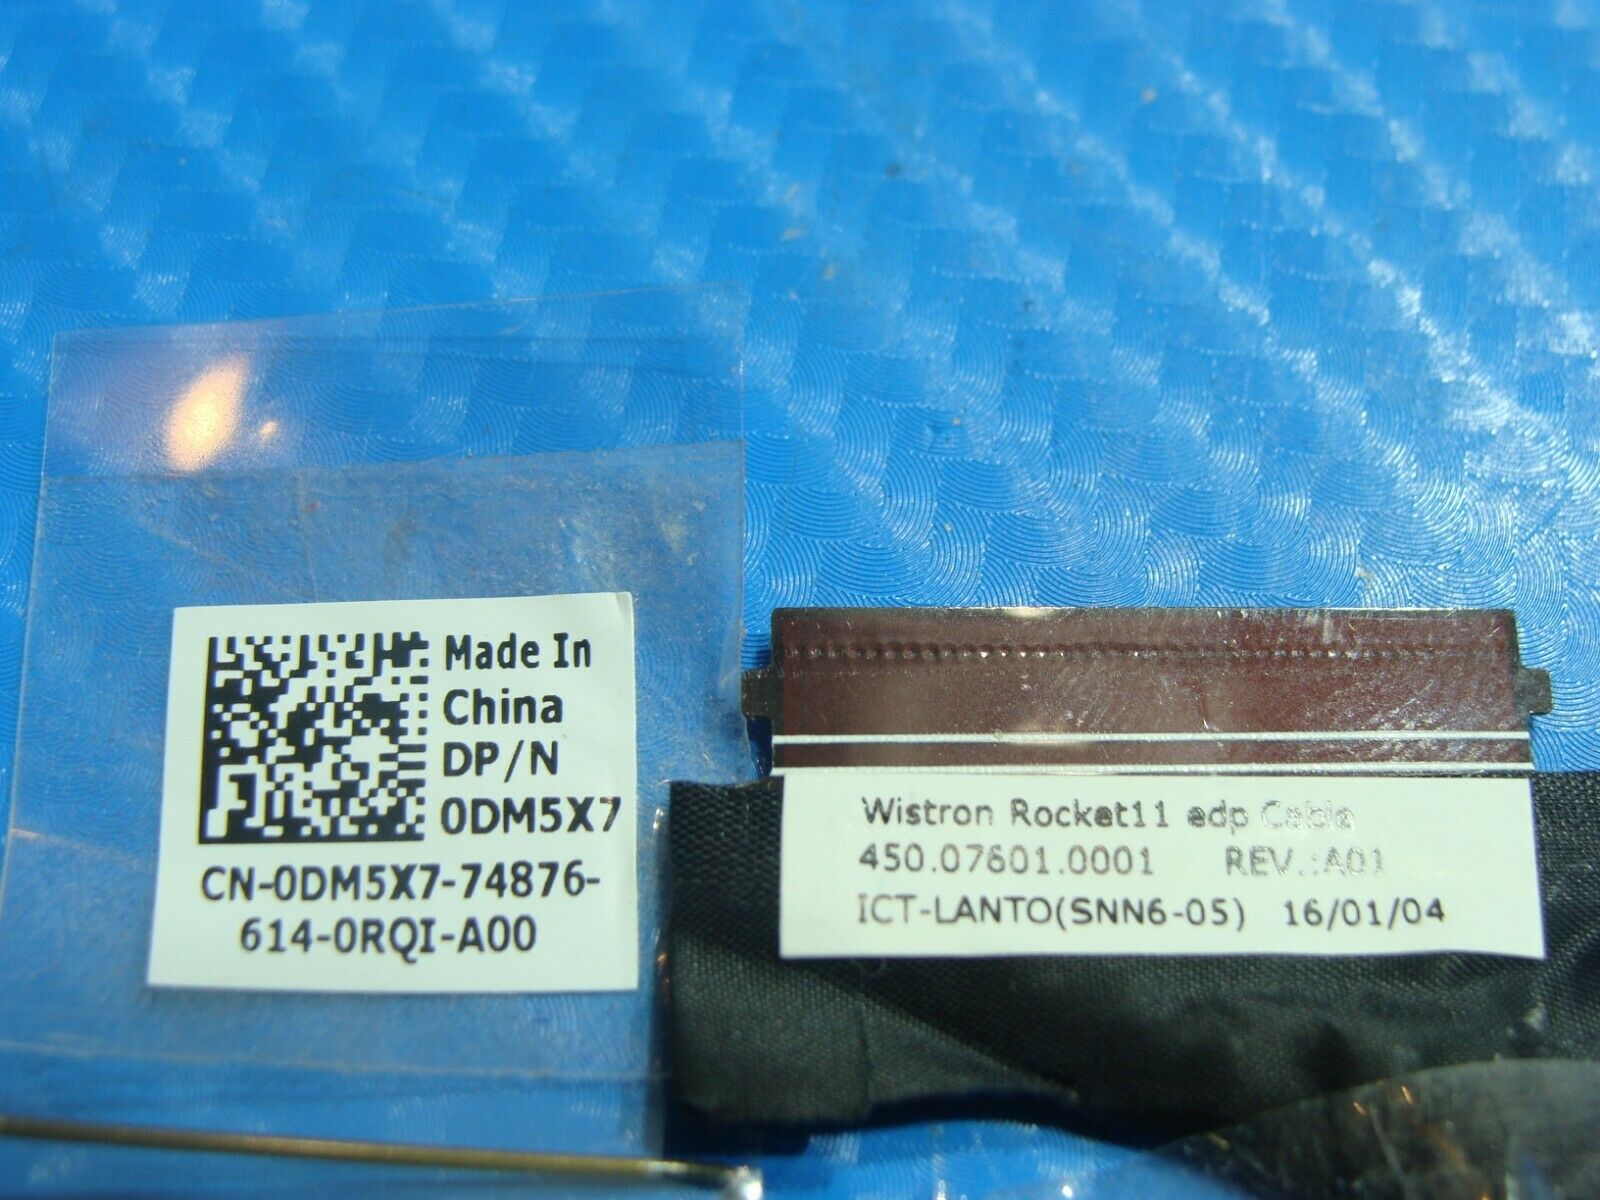 Made In
China
DP/N
0DM5X7
CN-0DM5X7-74876-
614-0RQI-A00
Wistron Rocket11 edp Cable
450.07601.0001 REV.:A01
ICT-LANTO(SNN6-05) 16/01/04